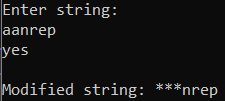 Enter string:
aanrep
yes
Modified string: ***nrep